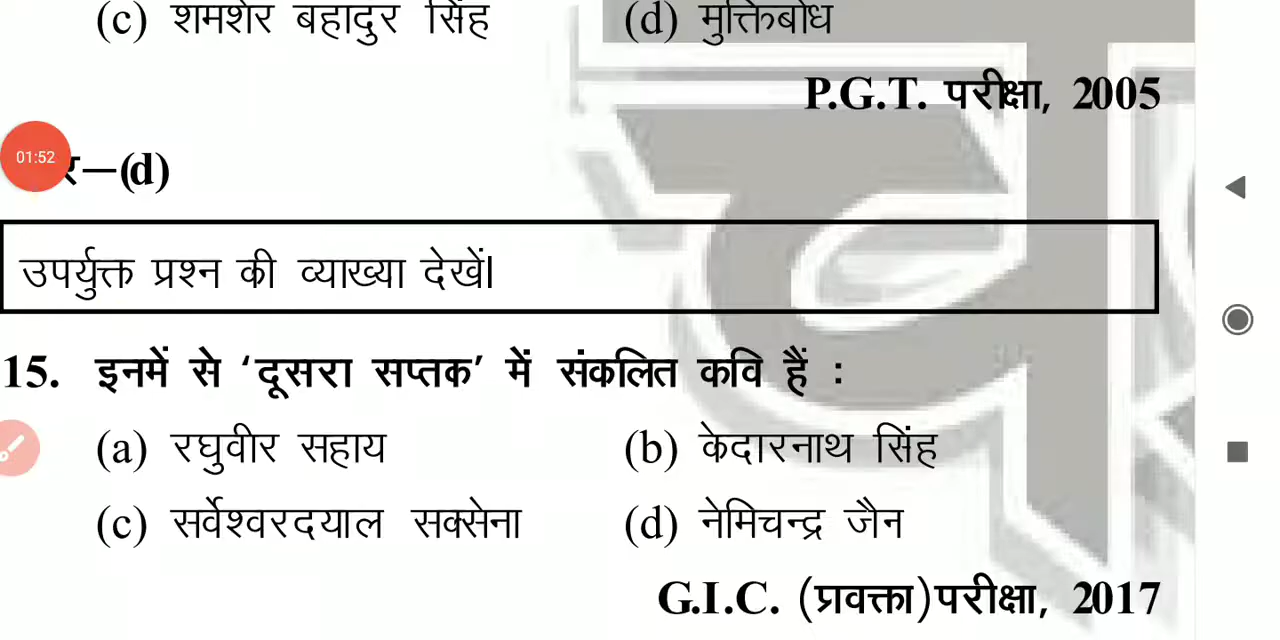 (c) शमशेर बहादुर सिंह (d) मुक्तिबोध
P.G.T. परीक्षा, 2005
01:52
–(d)
उपर्युक्त प्रश्न की व्याख्या देखें।
15. इनमें से ‘दूसरा सप्तक’ में संकलित कवि हैं :
(a) रघुवीर सहाय (b) केदारनाथ सिंह
(c) सर्वेश्वरदयाल सक्सेना (d) नेमिचन्द्र जैन
G.I.C. (प्रवक्ता)परीक्षा, 2017